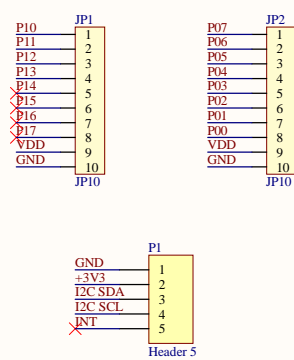 JP1
P10 1
P11 2
P12 3
P13 4
P14 5
P15 6
P16 7
P17 8
VDD 9
GND 10
JP10
JP2
P07 1
P06 2
P05 3
P04 4
P03 5
P02 6
P01 7
P00 8
VDD 9
GND 10
JP10
P1
GND 1
+3V3 2
I2C SDA 3
I2C SCL 4
INT 5
Header 5